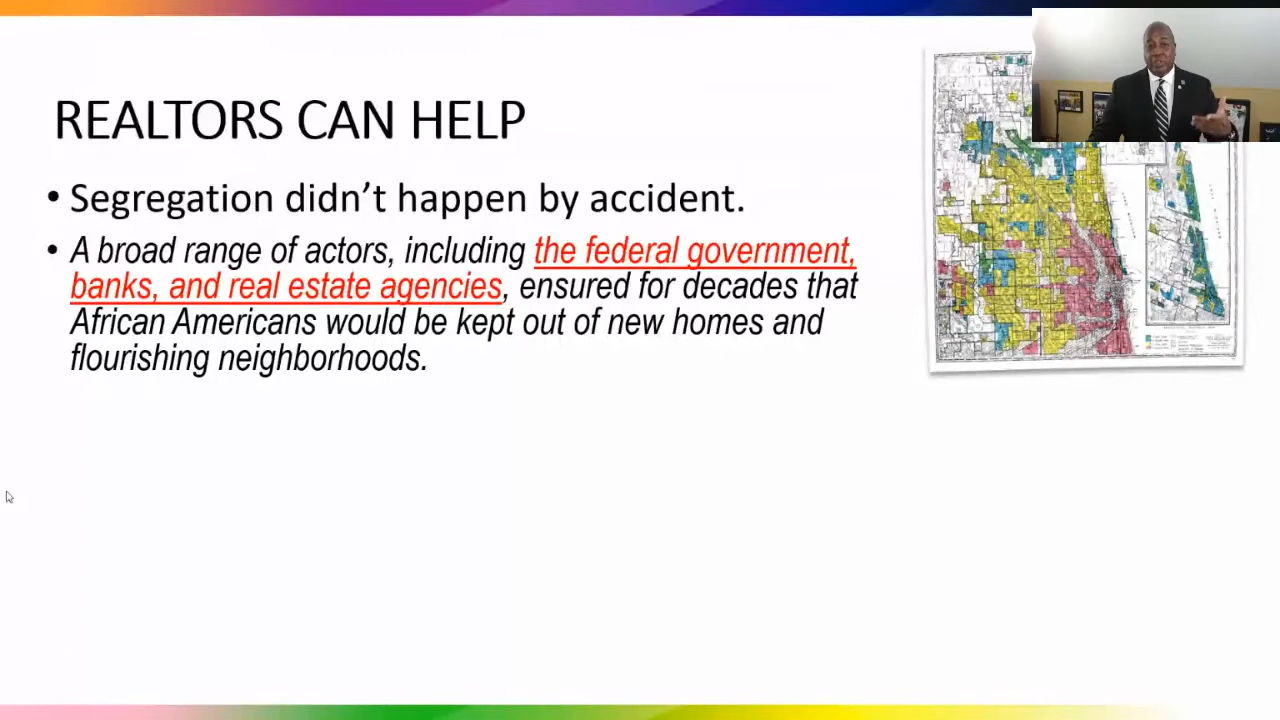 REALTORS CAN HELP
• Segregation didn’t happen by accident.
• A broad range of actors, including the federal government,
banks, and real estate agencies, ensured for decades that
African Americans would be kept out of new homes and
flourishing neighborhoods.